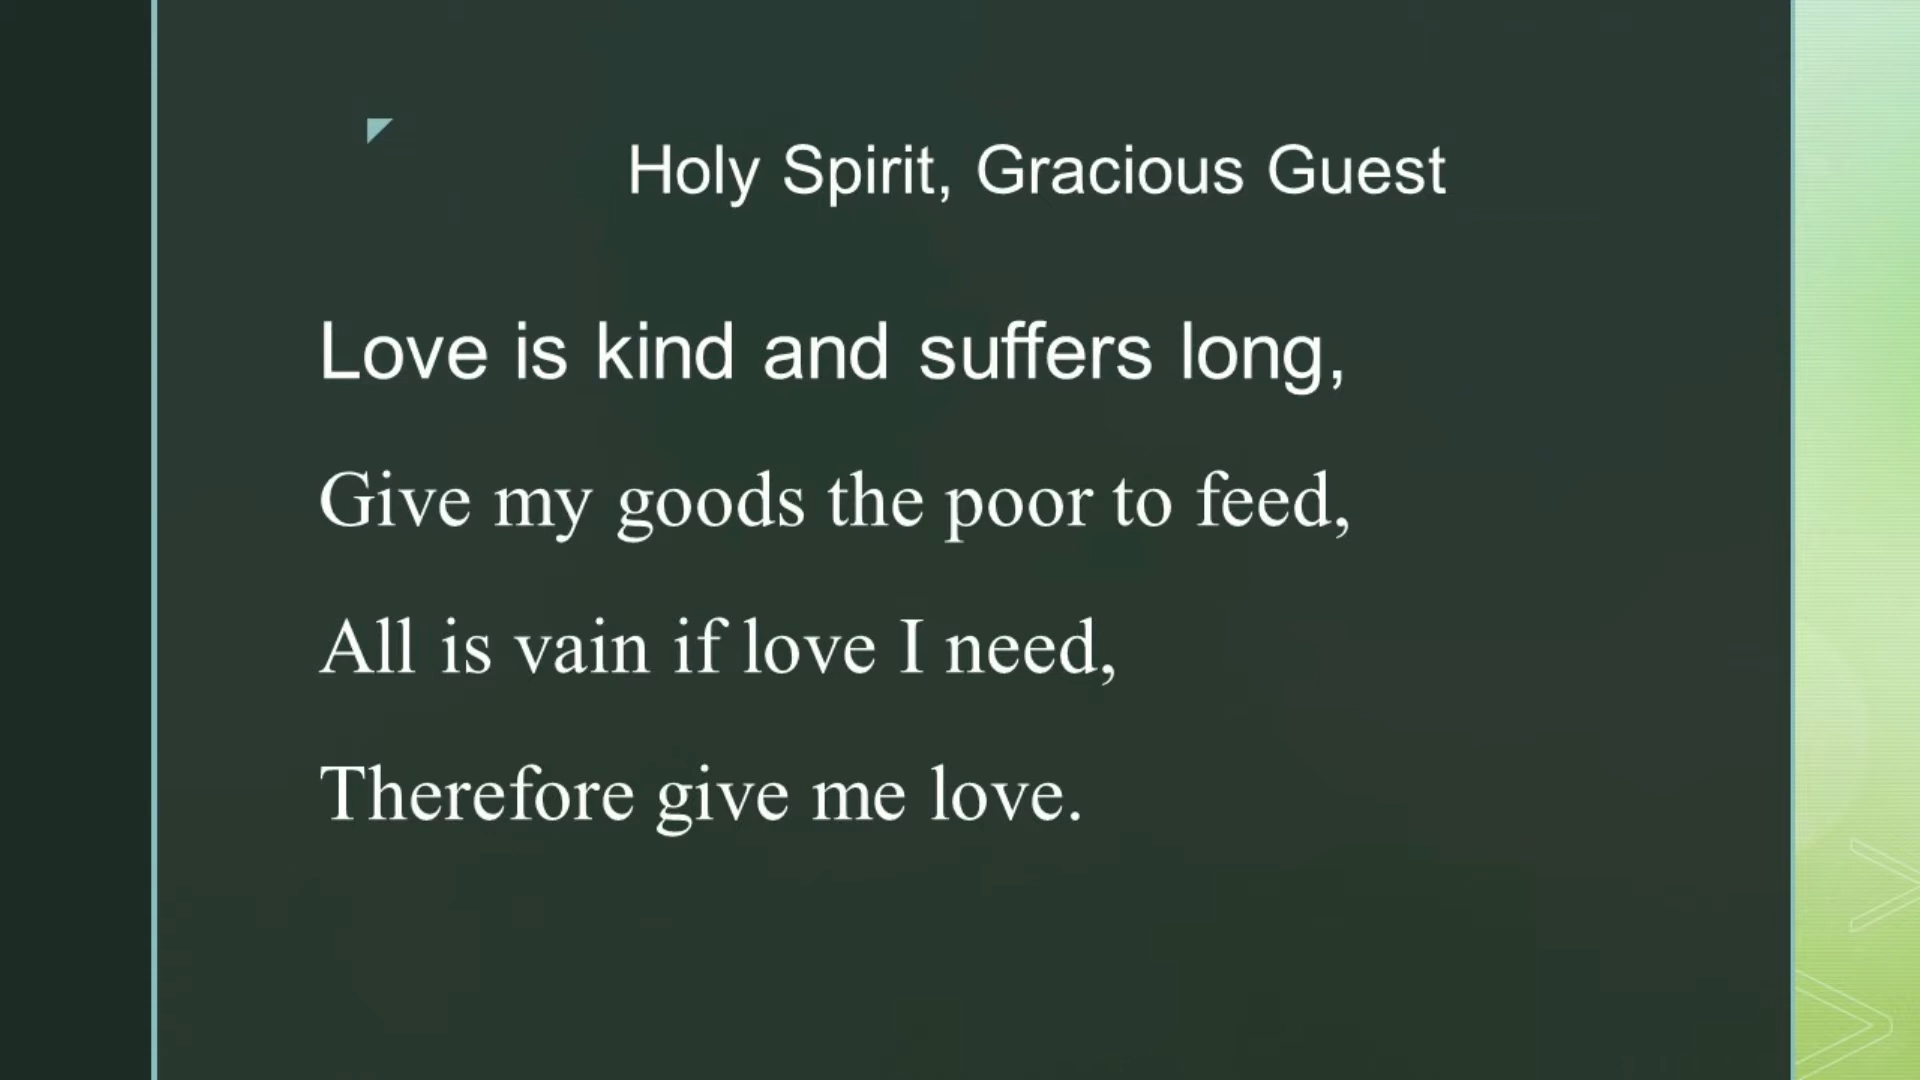 Holy Spirit, Gracious Guest
Love is kind and suffers long,
Give my goods the poor to feed,
All is vain if love I need,
Therefore give me love.